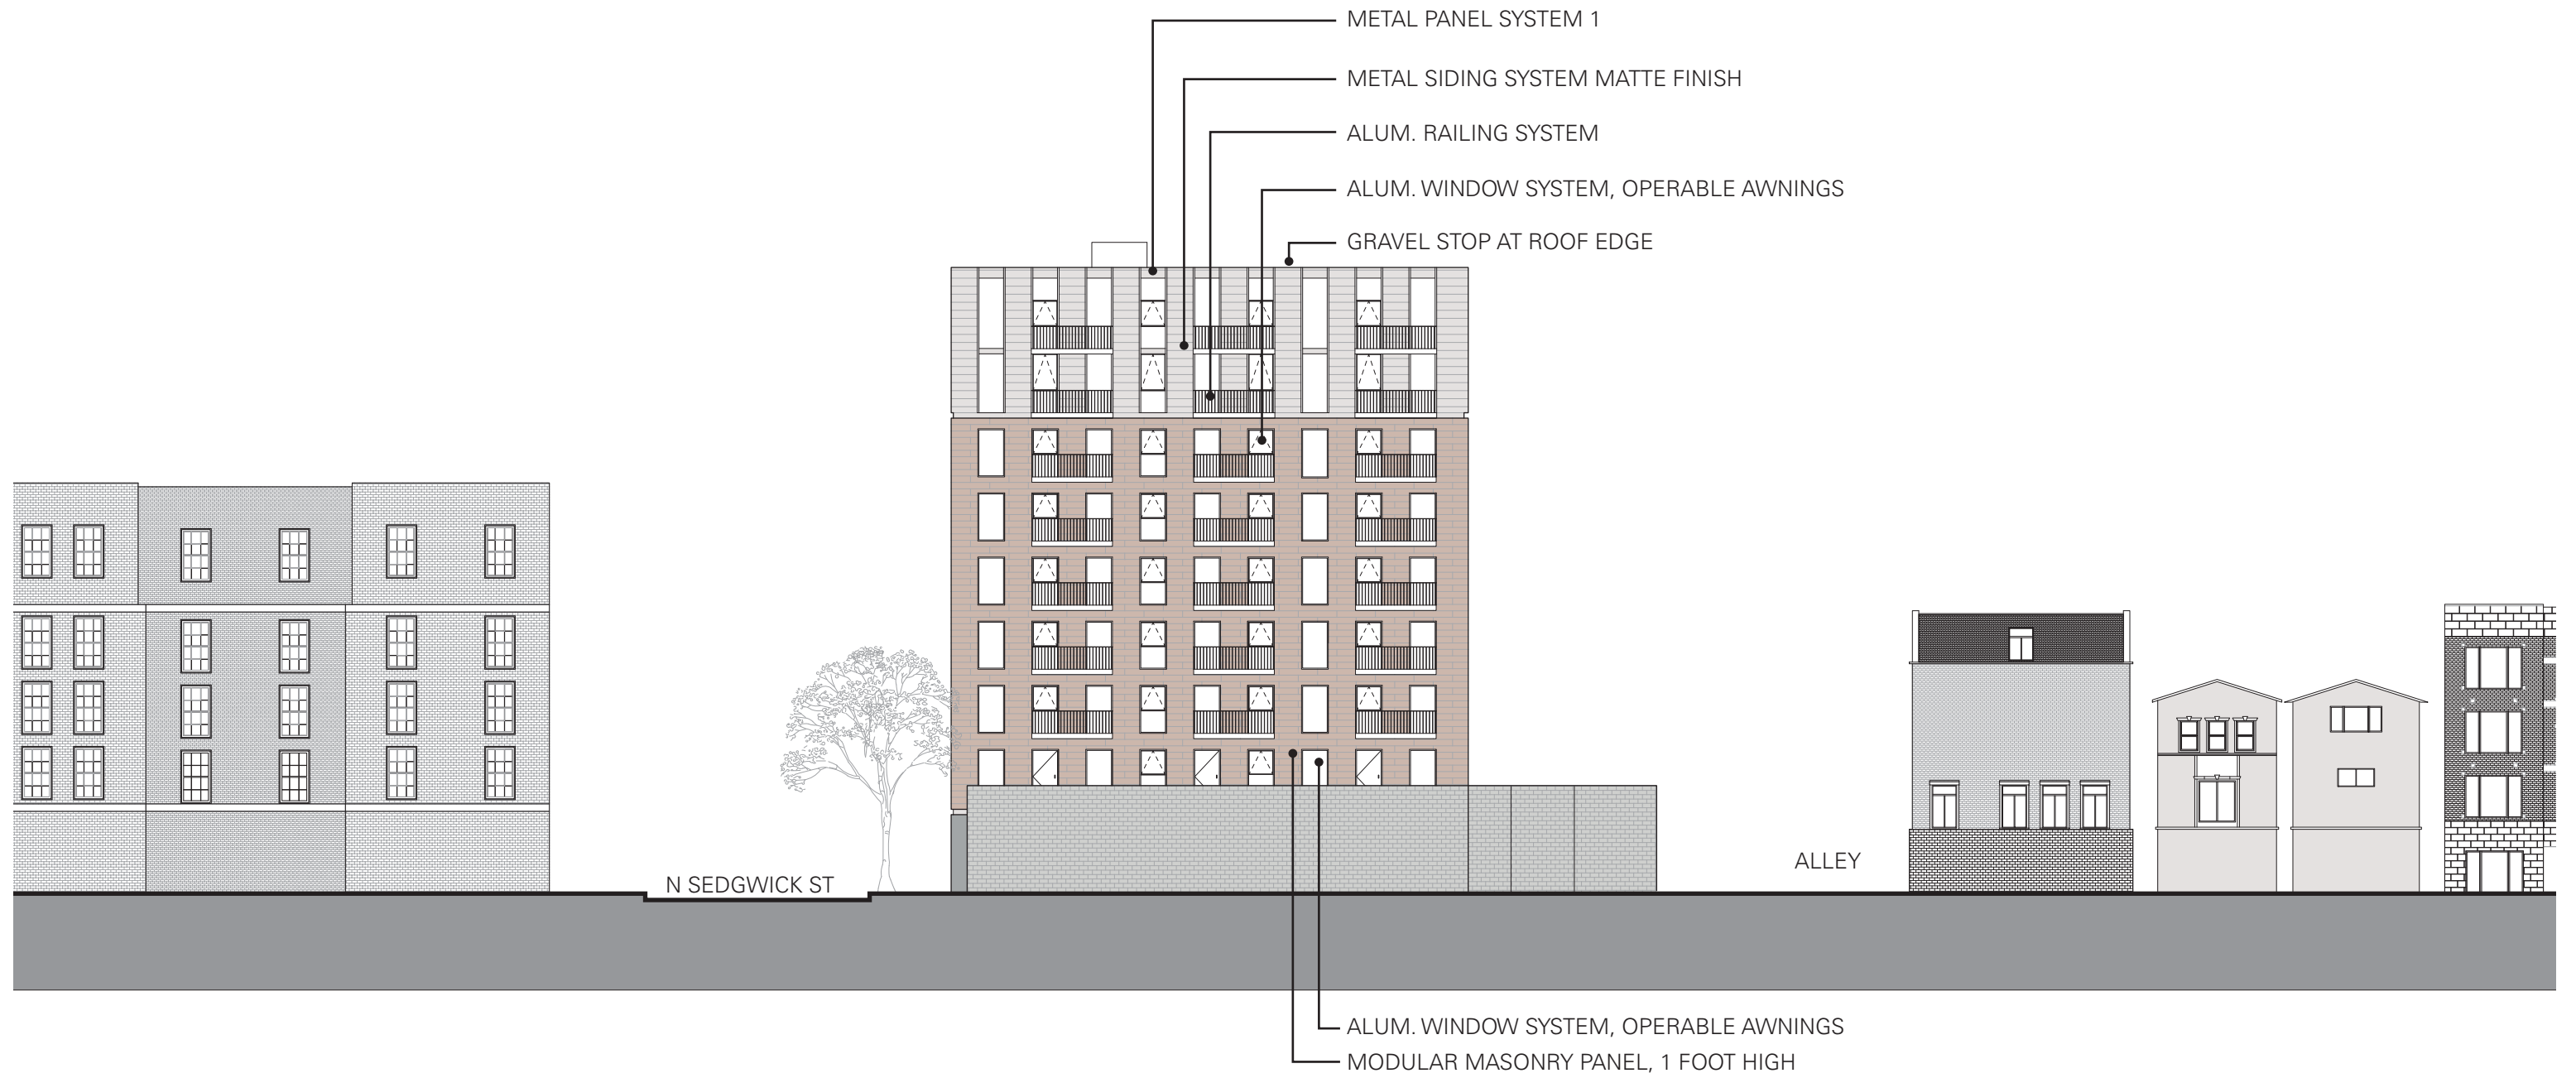 METAL PANEL SYSTEM 1
METAL SIDING SYSTEM MATTE FINISH
ALUM. RAILING SYSTEM
ALUM. WINDOW SYSTEM, OPERABLE AWNINGS
GRAVEL STOP AT ROOF EDGE
ALLEY
N SEDGWICK ST
ALUM. WINDOW SYSTEM, OPERABLE AWNINGS
MODULAR MASONRY PANEL, 1 FOOT HIGH